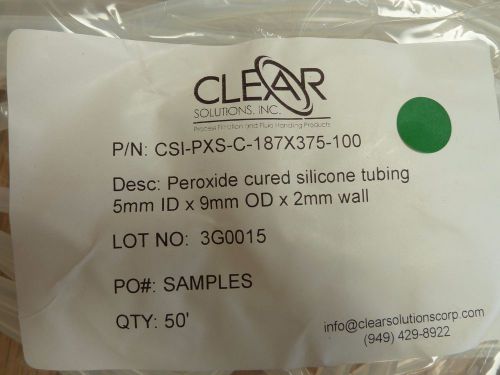 CLEAR
SOLUTIONS, INC.
Process Filtration and Fluid Handling Products
P/N: CSI-PXS-C-187X375-100
Desc: Peroxide cured silicone tubing
5mm ID x 9mm OD x 2mm wall
LOT NO: 3G0015
PO#: SAMPLES
QTY: 50'
info@clearsolutionscorp.com
(949) 429-8922